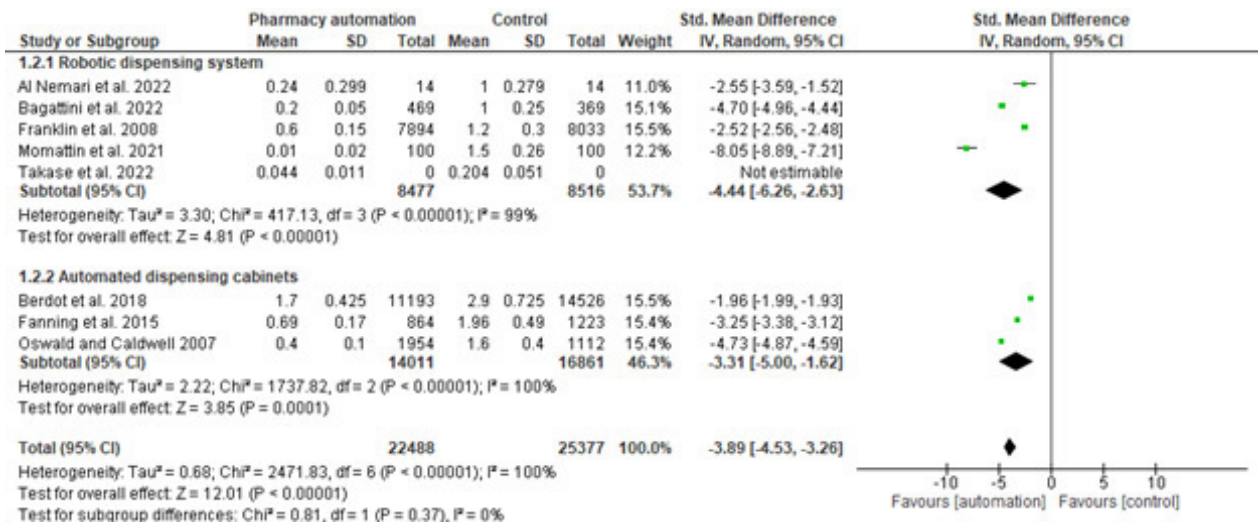 Pharmacy automation Control Std. Mean Difference Std. Mean Difference
Study or Subgroup Mean SD Total Mean SD Total Weight IV, Random, 95% CI IV, Random, 95% CI
1.2.1 Robotic dispensing system
Al Nemari et al. 2022 0.24 0.299 14 1 0.279 14 11.0% -2.55 [-3.59, -1.52]
Bagattini et al. 2022 0.2 0.05 469 1 0.25 369 15.1% -4.70 [-4.96, -4.44]
Franklin et al. 2008 0.6 0.15 7894 1.2 0.3 8033 15.5% -2.52 [-2.56, -2.48]
Momattin et al. 2021 0.01 0.02 100 1.5 0.26 100 12.2% -8.05 [-8.89, -7.21]
Takase et al. 2022 0.044 0.011 0 0.204 0.051 0 Not estimable
Subtotal (95% CI) 8477 8516 53.7% -4.44 [-6.26, -2.63]
Heterogeneity: Tau² = 3.30; Chi² = 417.13, df = 3 (P < 0.00001); I² = 99%
Test for overall effect: Z = 4.81 (P < 0.00001)
1.2.2 Automated dispensing cabinets
Berdot et al. 2018 1.7 0.425 11193 2.9 0.725 14526 15.5% -1.96 [-1.99, -1.93]
Fanning et al. 2015 0.69 0.17 864 1.96 0.49 1223 15.4% -3.25 [-3.38, -3.12]
Oswald and Caldwell 2007 0.4 0.1 1954 1.6 0.4 1112 15.4% -4.73 [-4.87, -4.59]
Subtotal (95% CI) 14011 16861 46.3% -3.31 [-5.00, -1.62]
Heterogeneity: Tau² = 2.22; Chi² = 1737.82, df = 2 (P < 0.00001); I² = 100%
Test for overall effect: Z = 3.85 (P = 0.0001)
Total (95% CI) 22488 25377 100.0% -3.89 [-4.53, -3.26]
Heterogeneity: Tau² = 0.68; Chi² = 2471.83, df = 6 (P < 0.00001); I² = 100%
Test for overall effect: Z = 12.01 (P < 0.00001)
Test for subgroup differences: Chi² = 0.81, df = 1 (P = 0.37), I² = 0%
-10 -5 0 5 10
Favours [automation] Favours [control]